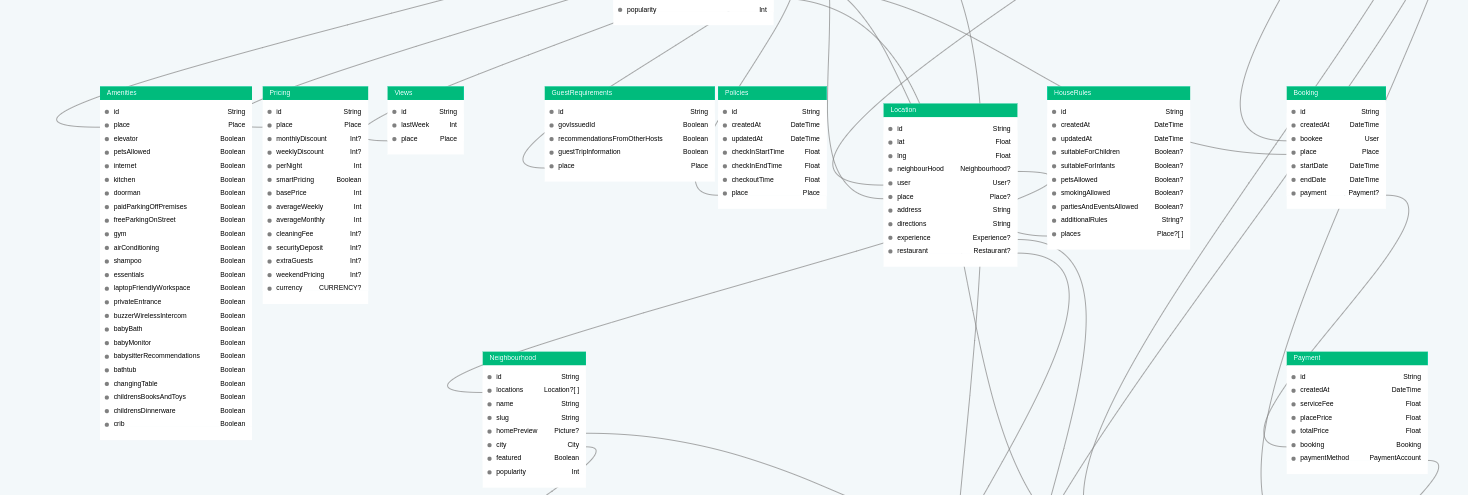 popularity Int
Amenities
id String
place Place
elevator Boolean
petsAllowed Boolean
internet Boolean
kitchen Boolean
doorman Boolean
paidParkingOffPremises Boolean
freeParkingOnStreet Boolean
gym Boolean
airConditioning Boolean
shampoo Boolean
essentials Boolean
laptopFriendlyWorkspace Boolean
privateEntrance Boolean
buzzerWirelessIntercom Boolean
babyBath Boolean
babyMonitor Boolean
babysitterRecommendations Boolean
bathtub Boolean
changingTable Boolean
childrensBooksAndToys Boolean
childrensDinnerware Boolean
crib Boolean
Pricing
id String
place Place
monthlyDiscount Int?
weeklyDiscount Int?
perNight Int
smartPricing Boolean
basePrice Int
averageWeekly Int
averageMonthly Int
cleaningFee Int?
securityDeposit Int?
extraGuests Int?
weekendPricing Int?
currency CURRENCY?
Views
id String
lastWeek Int
place Place
GuestRequirements
id String
govIssuedId Boolean
recommendationsFromOtherHosts Boolean
guestTripInformation Boolean
place Place
Policies
id String
createdAt DateTime
updatedAt DateTime
checkInStartTime Float
checkInEndTime Float
checkoutTime Float
place Place
Location
id String
lat Float
lng Float
neighbourHood Neighbourhood?
user User?
place Place?
address String
directions String
experience Experience?
restaurant Restaurant?
HouseRules
id String
createdAt DateTime
updatedAt DateTime
suitableForChildren Boolean?
suitableForInfants Boolean?
petsAllowed Boolean?
smokingAllowed Boolean?
partiesAndEventsAllowed Boolean?
additionalRules String?
places Place?[ ]
Booking
id String
createdAt DateTime
bookee User
place Place
startDate DateTime
endDate DateTime
payment Payment?
Neighbourhood
id String
locations Location?[ ]
name String
slug String
homePreview Picture?
city City
featured Boolean
popularity Int
Payment
id String
createdAt DateTime
serviceFee Float
placePrice Float
totalPrice Float
booking Booking
paymentMethod PaymentAccount